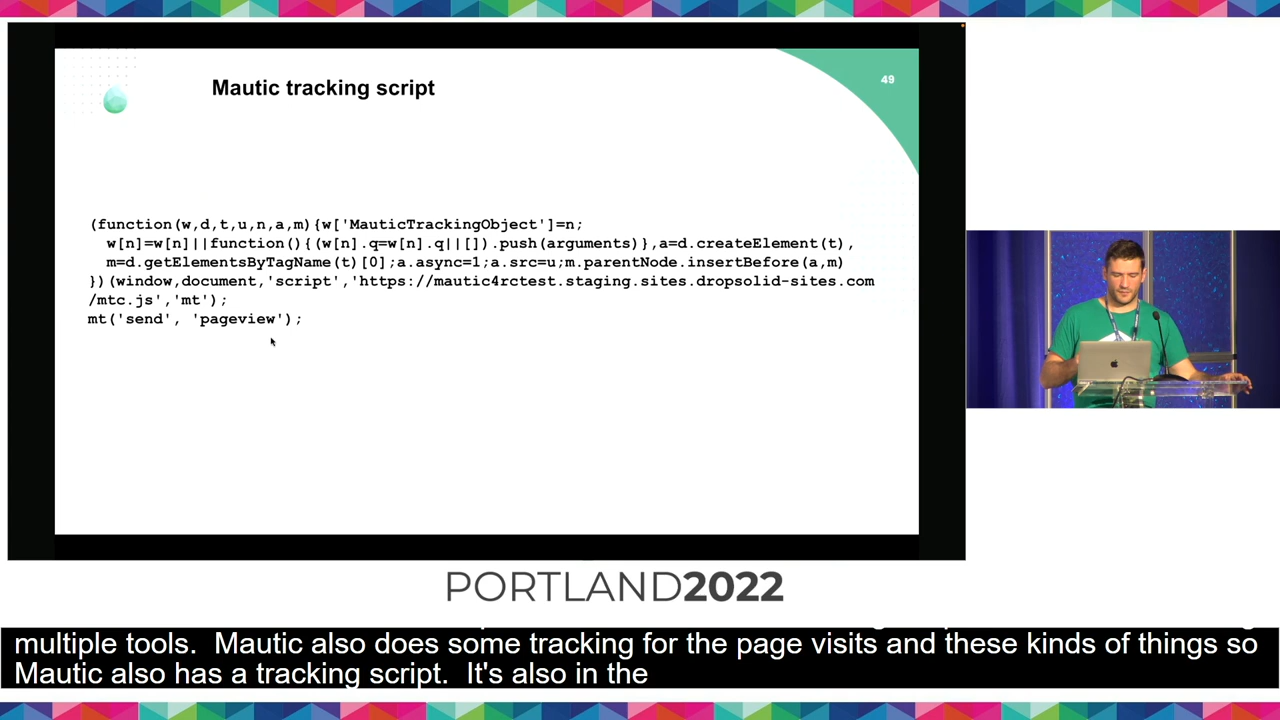 49
Mautic tracking script
(function(w,d,t,u,n,a,m){w['MauticTrackingObject']=n;
w[n]=w[n]||function(){(w[n].q=w[n].q||[]).push(arguments)},a=d.createElement(t),
m=d.getElementsByTagName(t)[0];a.async=1;a.src=u;m.parentNode.insertBefore(a,m)
})(window,document,'script','https://mautic4rctest.staging.sites.dropsolid-sites.com
/mtc.js','mt');
mt('send', 'pageview');
PORTLAND2022
multiple tools. Mautic also does some tracking for the page visits and these kinds of things so
Mautic also has a tracking script. It's also in the